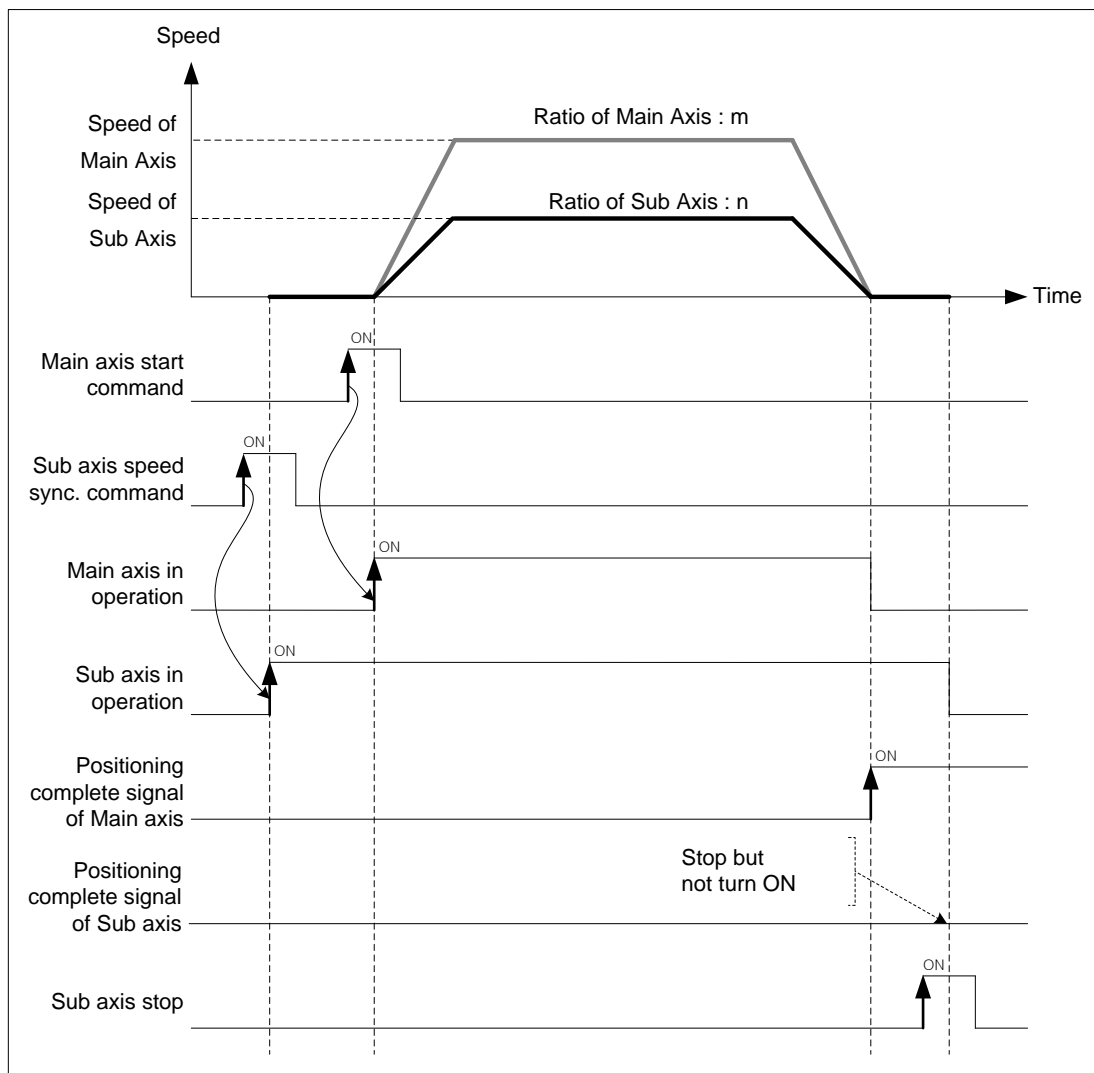 Speed
Speed of
Main Axis
Ratio of Main Axis : m
Speed of
Sub Axis
Ratio of Sub Axis : n
Time
ON
Main axis start
command
ON
Sub axis speed
sync. command
ON
Main axis in
operation
ON
Sub axis in
operation
ON
Positioning
complete signal
of Main axis
Stop but
not turn ON
Positioning
complete signal
of Sub axis
ON
Sub axis stop